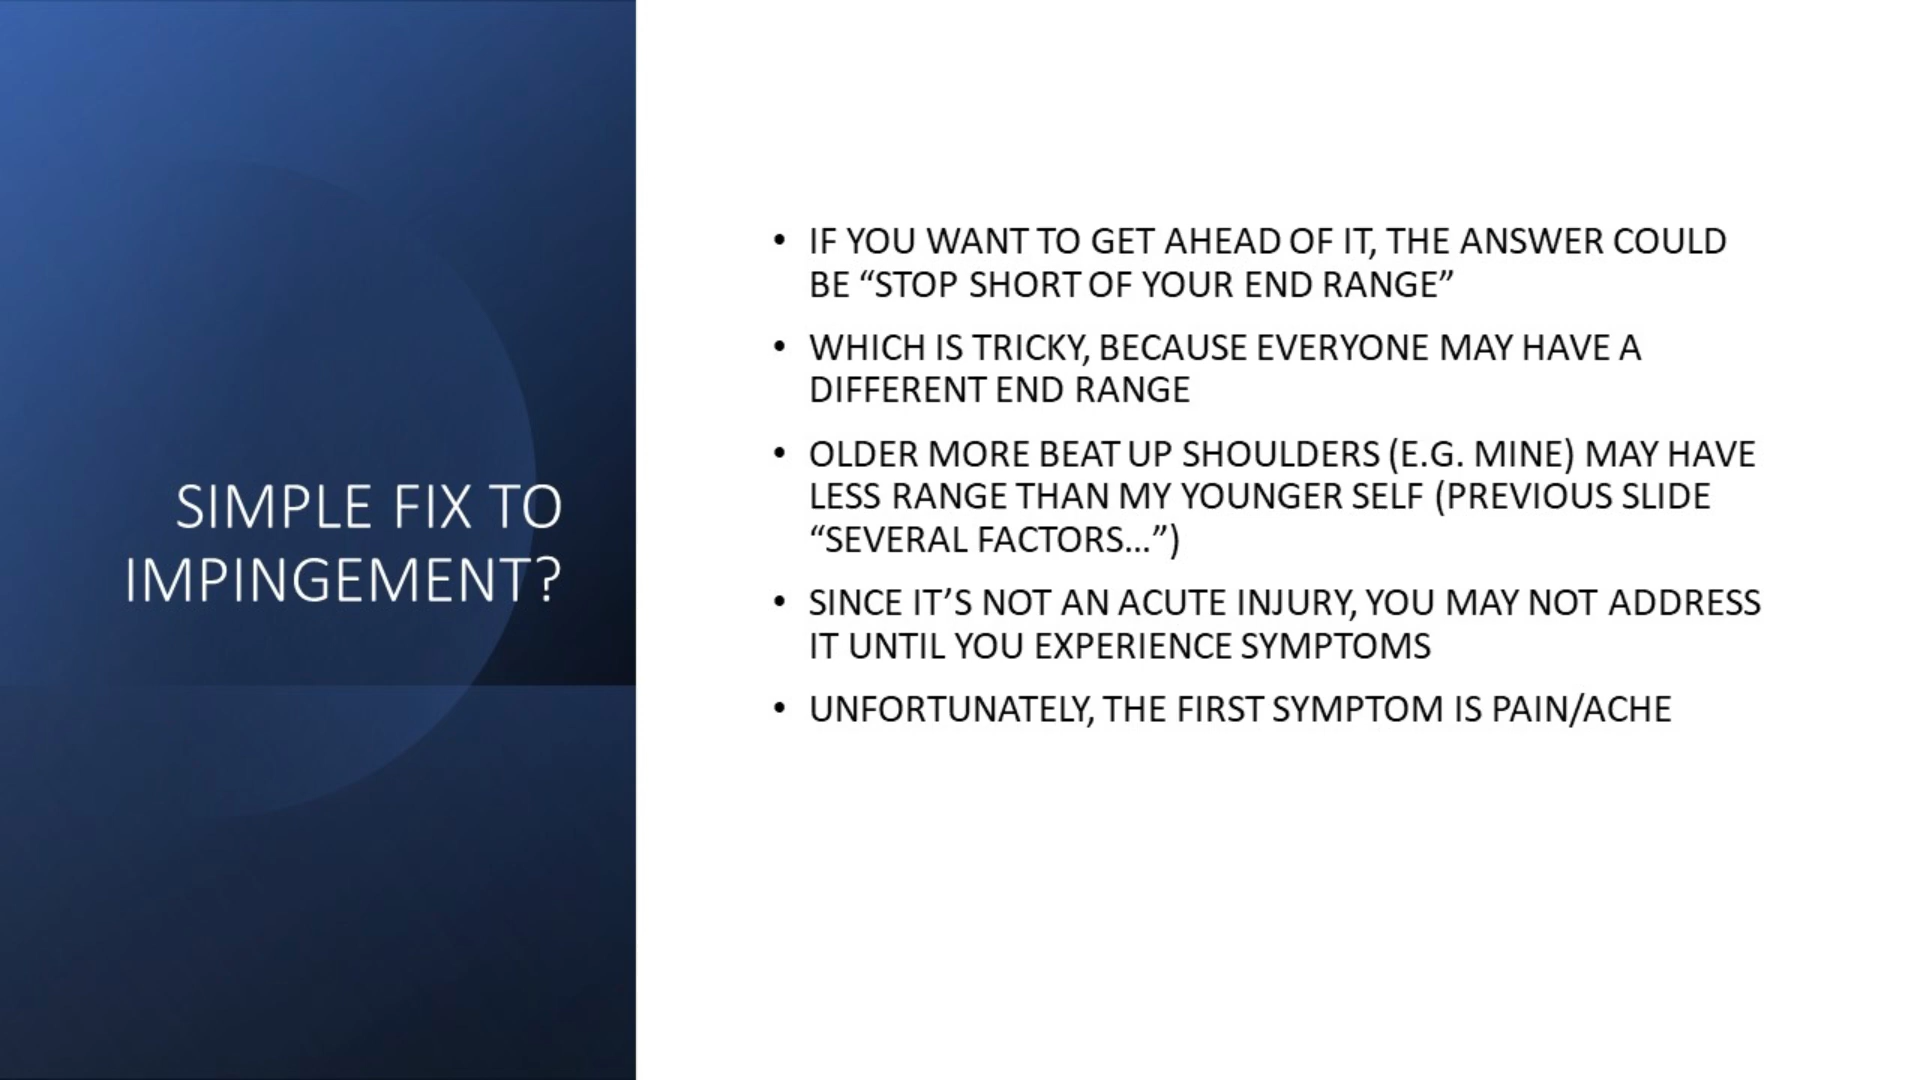 SIMPLE FIX TO
IMPINGEMENT?
• IF YOU WANT TO GET AHEAD OF IT, THE ANSWER COULD
BE “STOP SHORT OF YOUR END RANGE”
• WHICH IS TRICKY, BECAUSE EVERYONE MAY HAVE A
DIFFERENT END RANGE
• OLDER MORE BEAT UP SHOULDERS (E.G. MINE) MAY HAVE
LESS RANGE THAN MY YOUNGER SELF (PREVIOUS SLIDE
“SEVERAL FACTORS…”)
• SINCE IT’S NOT AN ACUTE INJURY, YOU MAY NOT ADDRESS
IT UNTIL YOU EXPERIENCE SYMPTOMS
• UNFORTUNATELY, THE FIRST SYMPTOM IS PAIN/ACHE